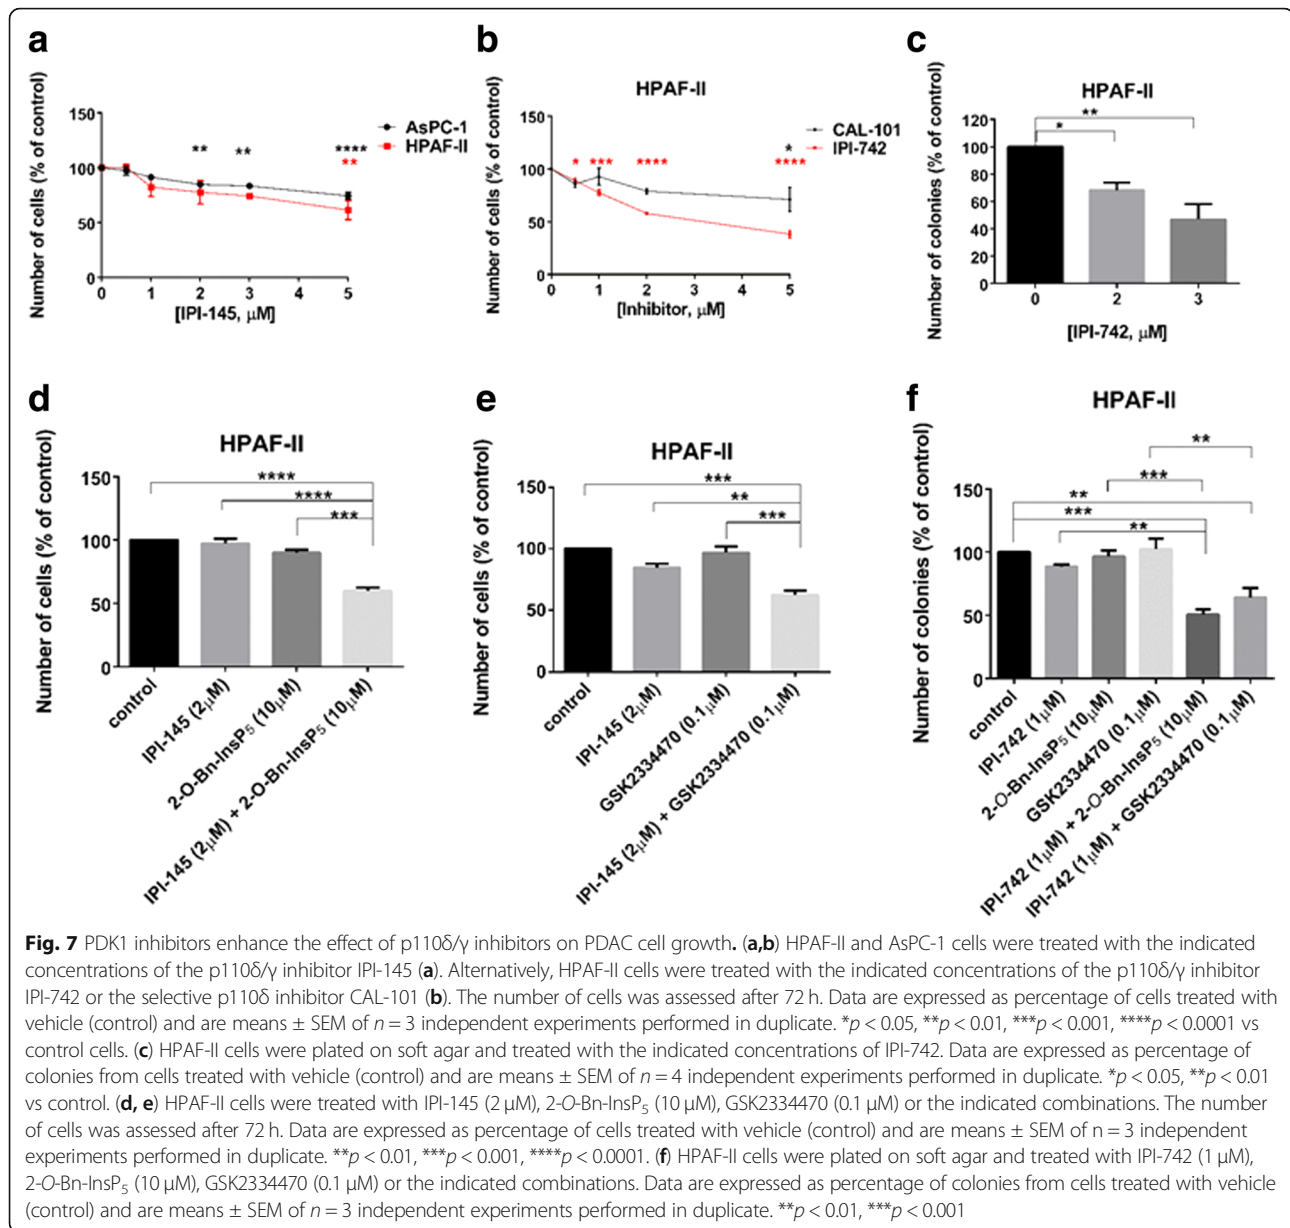 a
Number of cells (% of control)
150
100
50
0
** ** ****
**
AsPC-1
HPAF-II
0 1 2 3 4 5
[IPI-145, μM]
b
HPAF-II
Number of cells (% of control)
150
100
50
0
*
* *** **** ****
CAL-101
IPI-742
0 1 2 3 4 5
[Inhibitor, μM]
c
HPAF-II
Number of colonies (% of control)
120
100
80
60
40
20
0
**
*
0 2 3
[IPI-742, μM]
d
HPAF-II
Number of cells (% of control)
150
100
50
0
****
****
***
control
IPI-145 (2μM)
2-O-Bn-InsP5 (10μM)
IPI-145 (2μM) + 2-O-Bn-InsP5 (10μM)
e
HPAF-II
Number of cells (% of control)
150
100
50
0
***
**
***
control
IPI-145 (2μM)
GSK2334470 (0.1μM)
IPI-145 (2μM) + GSK2334470 (0.1μM)
f
HPAF-II
Number of colonies (% of control)
150
100
50
0
**
***
**
***
**
control
IPI-742 (1μM)
2-O-Bn-InsP5 (10μM)
GSK2334470 (0.1μM)
IPI-742 (1μM) + 2-O-Bn-InsP5 (10μM)
IPI-742 (1μM) + GSK2334470 (0.1μM)
Fig. 7 PDK1 inhibitors enhance the effect of p110δ/γ inhibitors on PDAC cell growth. (a,b) HPAF-II and AsPC-1 cells were treated with the indicated
concentrations of the p110δ/γ inhibitor IPI-145 (a). Alternatively, HPAF-II cells were treated with the indicated concentrations of the p110δ/γ inhibitor
IPI-742 or the selective p110δ inhibitor CAL-101 (b). The number of cells was assessed after 72 h. Data are expressed as percentage of cells treated with
vehicle (control) and are means ± SEM of n = 3 independent experiments performed in duplicate. *p < 0.05, **p < 0.01, ***p < 0.001, ****p < 0.0001 vs
control cells. (c) HPAF-II cells were plated on soft agar and treated with the indicated concentrations of IPI-742. Data are expressed as percentage of
colonies from cells treated with vehicle (control) and are means ± SEM of n = 4 independent experiments performed in duplicate. *p < 0.05, **p < 0.01
vs control. (d, e) HPAF-II cells were treated with IPI-145 (2 μM), 2-O-Bn-InsP5 (10 μM), GSK2334470 (0.1 μM) or the indicated combinations. The number
of cells was assessed after 72 h. Data are expressed as percentage of cells treated with vehicle (control) and are means ± SEM of n = 3 independent
experiments performed in duplicate. **p < 0.01, ***p < 0.001, ****p < 0.0001. (f) HPAF-II cells were plated on soft agar and treated with IPI-742 (1 μM),
2-O-Bn-InsP5 (10 μM), GSK2334470 (0.1 μM) or the indicated combinations. Data are expressed as percentage of colonies from cells treated with vehicle
(control) and are means ± SEM of n = 3 independent experiments performed in duplicate. **p < 0.01, ***p < 0.001